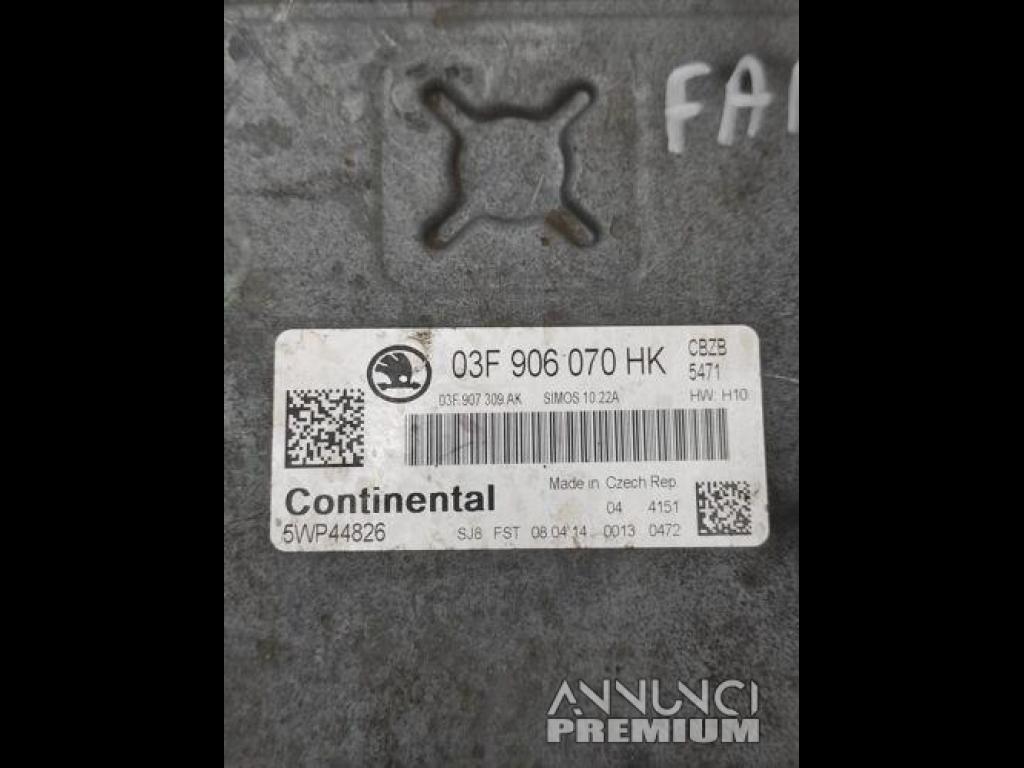 FA
03F 906 070 HK
CBZB
5471
03F.907.309.AK SIMOS 10.22A HW: H10
Made in Czech Rep.
Continental
04 4151
5WP44826
SJ8 FST 08.04.14 0013 0472
ANNUNCI
PREMIUM